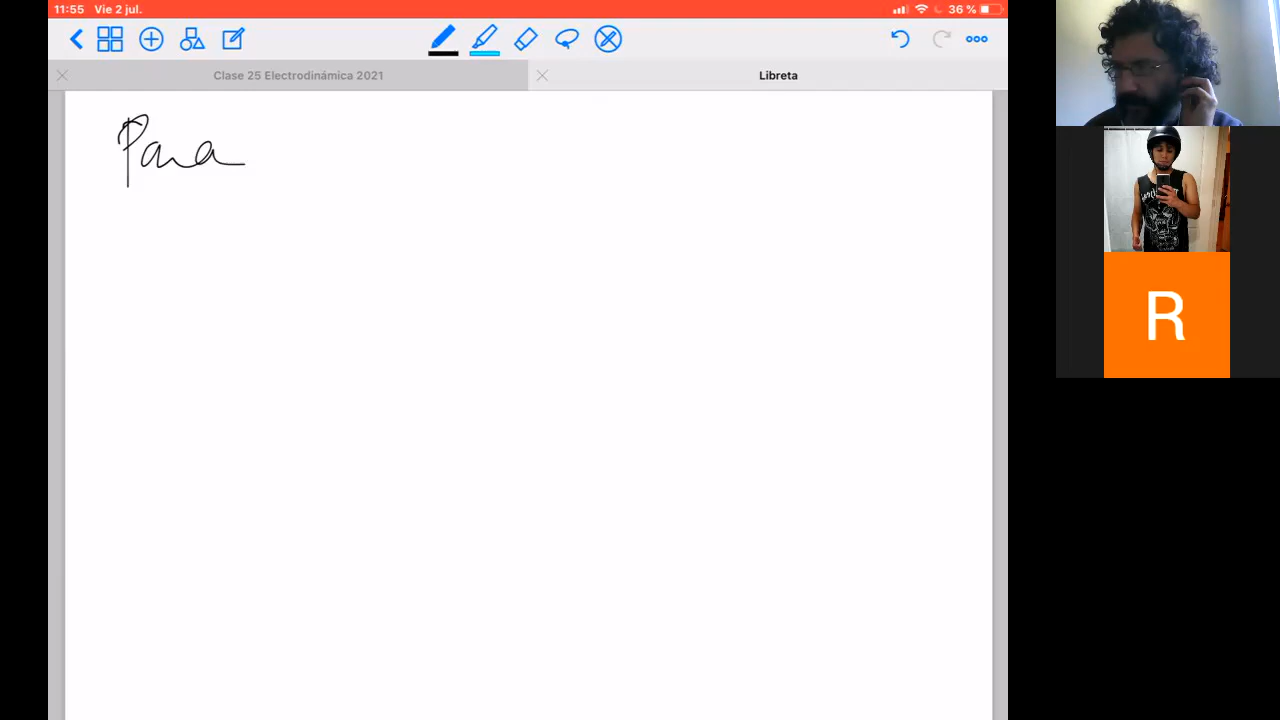 11:55 Vie 2 jul. 36 %
Clase 25 Electrodinámica 2021 Libreta
Para
R